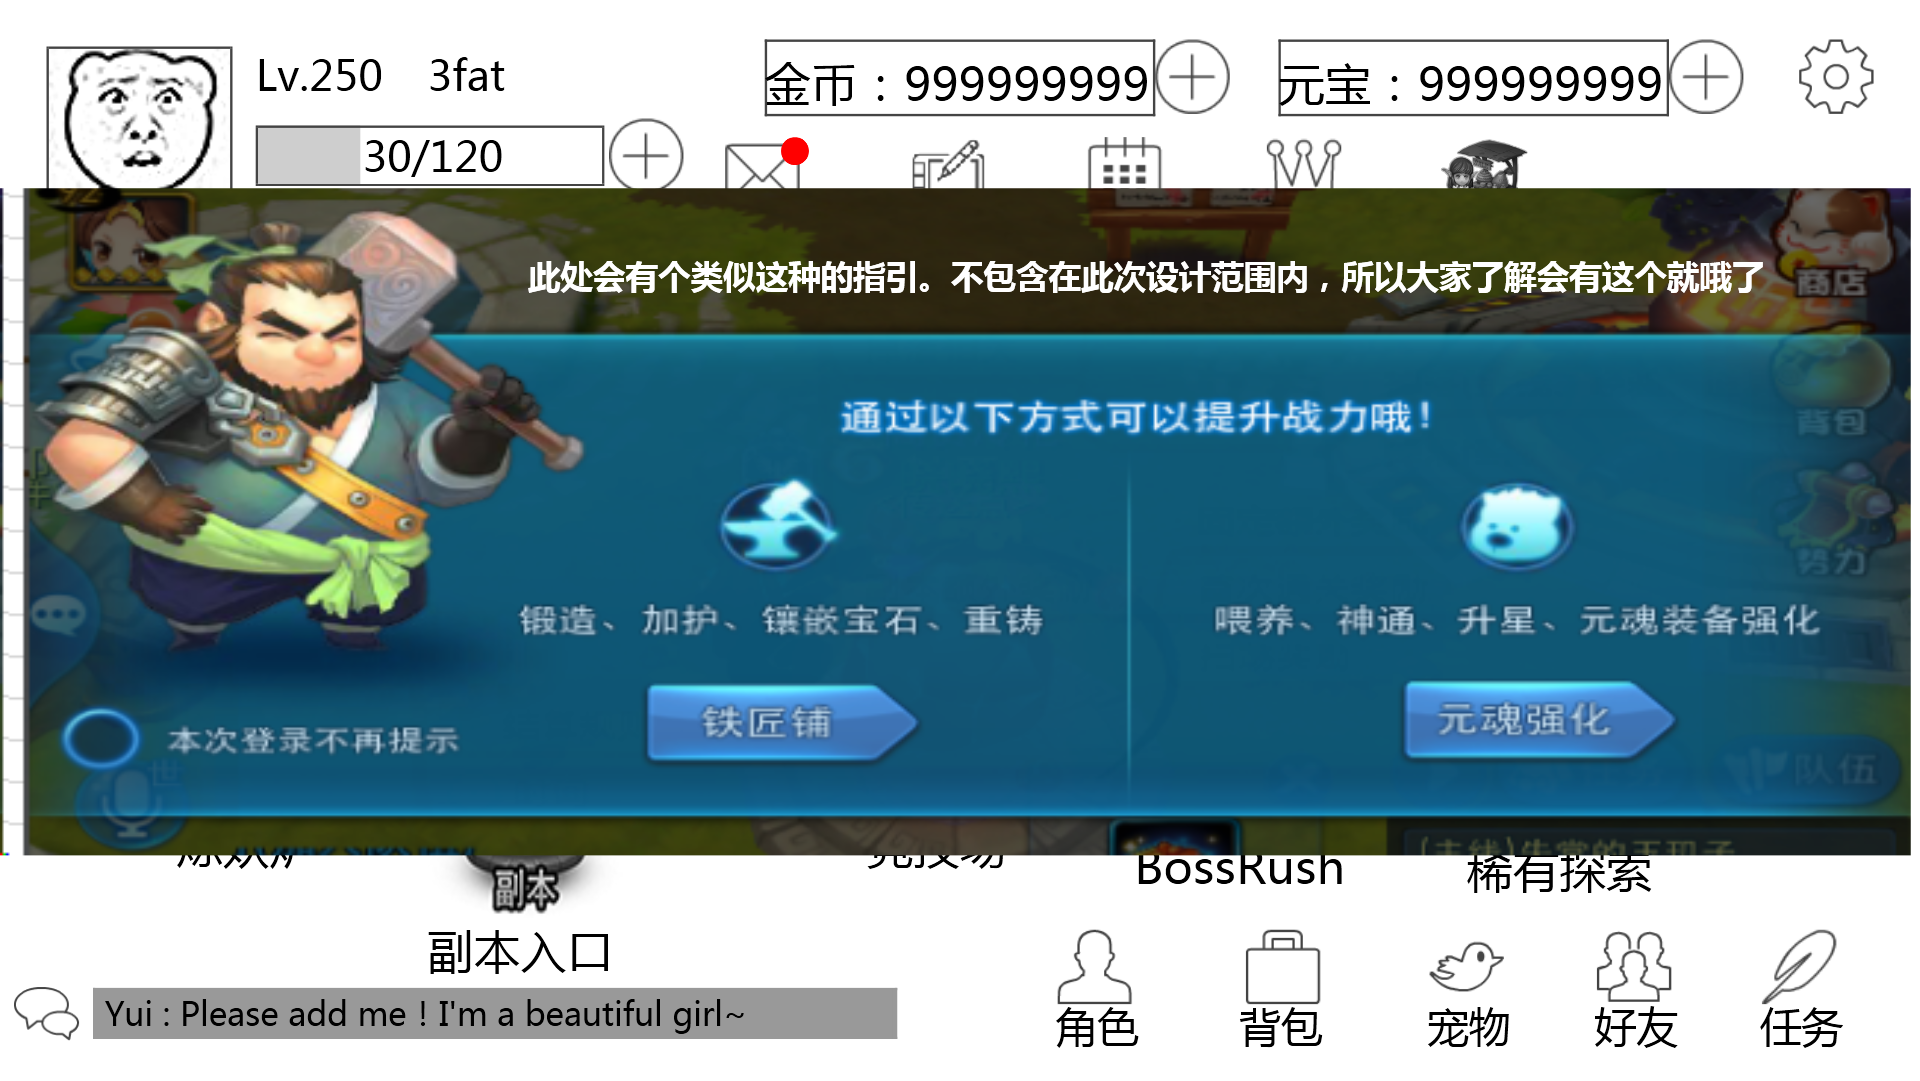 Lv.250 3fat
金币：999999999
元宝：999999999
30/120
此处会有个类似这种的指引。不包含在此次设计范围内，所以大家了解会有这个就哦了
商店
通过以下方式可以提升战力哦！
背包
势力
锻造、加护、镶嵌宝石、重铸
喂养、神通、升星、元魂装备强化
铁匠铺
元魂强化
本次登录不再提示
世
队伍
BossRush
稀有探索
副本
副本入口
Yui : Please add me ! I'm a beautiful girl~
角色
背包
宠物
好友
任务